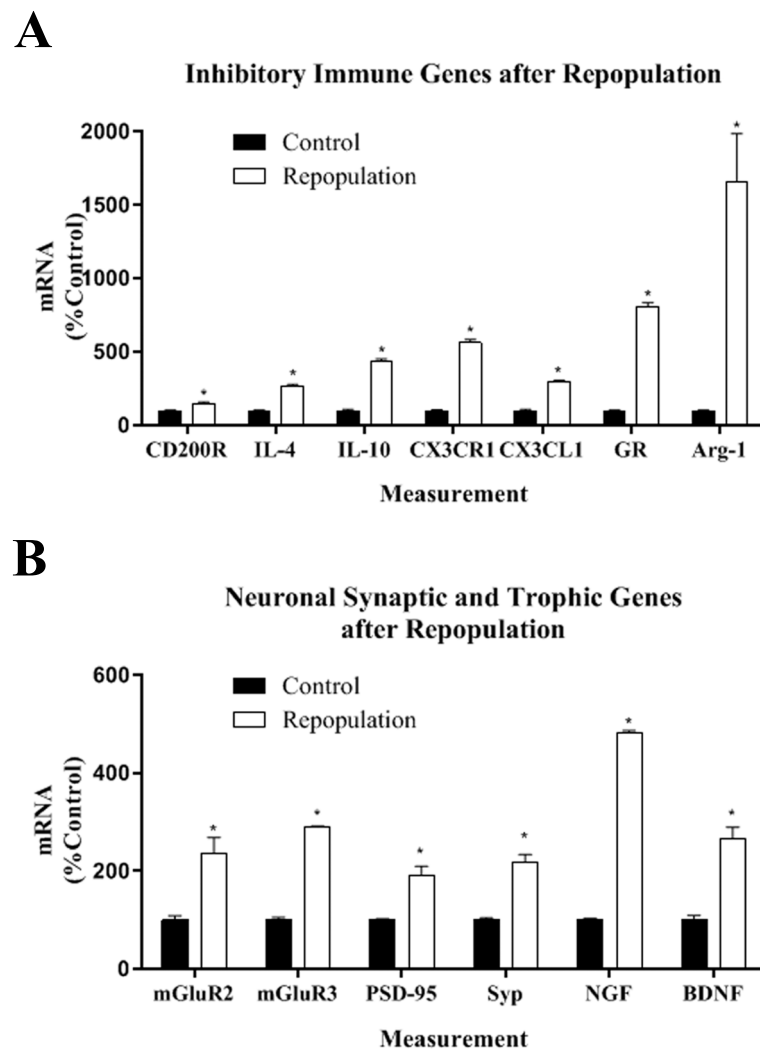 A
Inhibitory Immune Genes after Repopulation
2000
1500
1000
500
0
mRNA
(%Control)
Control
Repopulation
*
*
*
*
*
*
*
CD200R IL-4 IL-10 CX3CR1 CX3CL1 GR Arg-1
Measurement
B
Neuronal Synaptic and Trophic Genes
after Repopulation
600
400
200
0
mRNA
(%Control)
Control
Repopulation
*
*
*
*
*
*
mGluR2 mGluR3 PSD-95 Syp NGF BDNF
Measurement